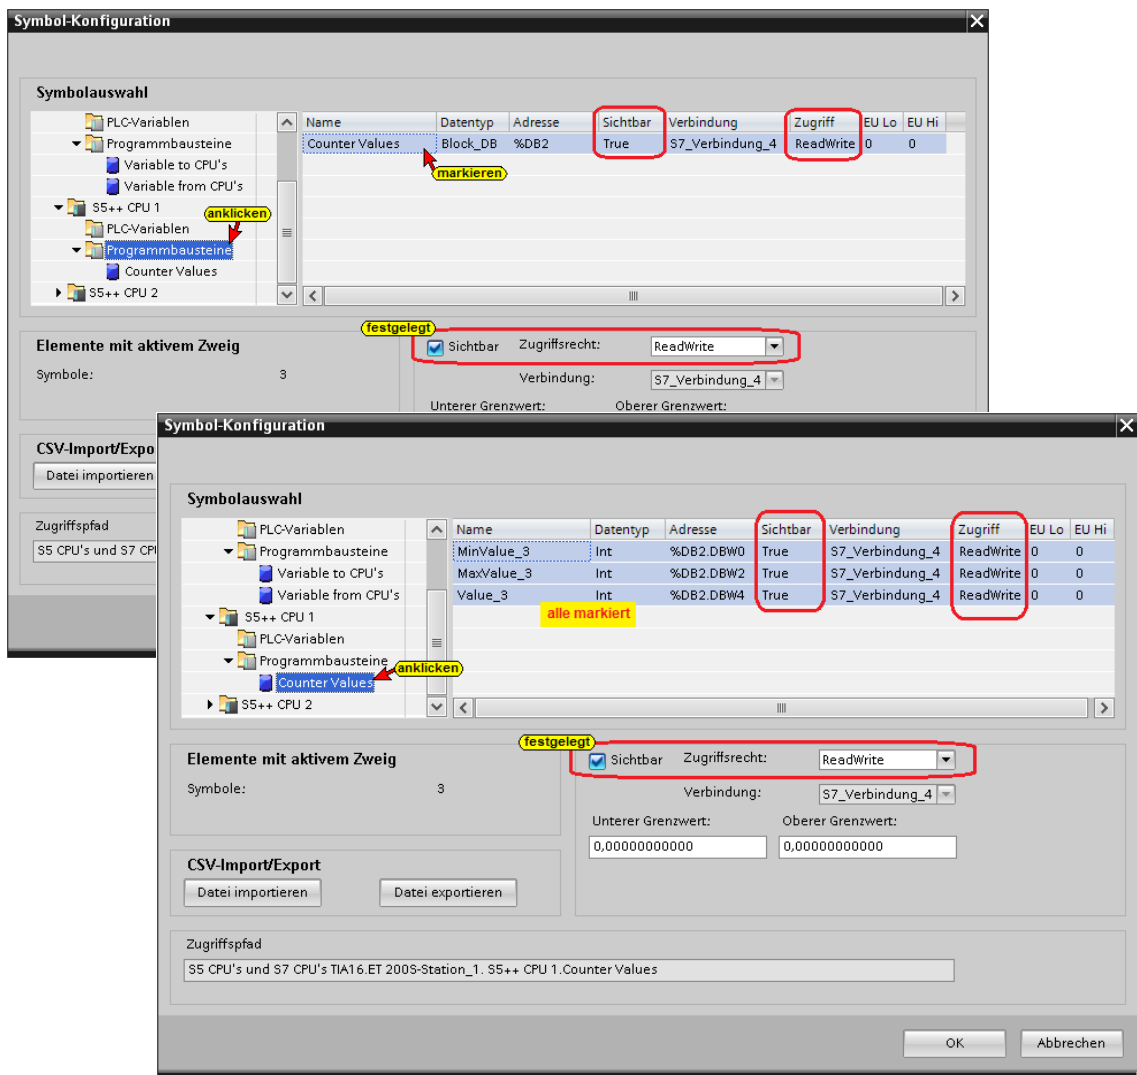 Symbol-Konfiguration
Symbolauswahl
PLC-Variablen
Programmbausteine
Variable to CPU's
Variable from CPU's
S5++ CPU 1
anklicken
PLC-Variablen
Programmbausteine
Counter Values
S5++ CPU 2
Name Datentyp Adresse Sichtbar Verbindung Zugriff EU Lo EU Hi
Counter Values Block_DB %DB2 True S7_Verbindung_4 ReadWrite 0 0
markieren
festgelegt
Elemente mit aktivem Zweig
Symbole: 3
Sichtbar Zugriffsrecht: ReadWrite
Verbindung: S7_Verbindung_4
Unterer Grenzwert: Oberer Grenzwert:
CSV-Import/Expo
Datei importieren
Zugriffspfad
S5 CPU's und S7 CP
Symbol-Konfiguration
Symbolauswahl
PLC-Variablen
Programmbausteine
Variable to CPU's
Variable from CPU's
S5++ CPU 1
PLC-Variablen
Programmbausteine
anklicken
Counter Values
S5++ CPU 2
Name Datentyp Adresse Sichtbar Verbindung Zugriff EU Lo EU Hi
MinValue_3 Int %DB2.DBW0 True S7_Verbindung_4 ReadWrite 0 0
MaxValue_3 Int %DB2.DBW2 True S7_Verbindung_4 ReadWrite 0 0
Value_3 Int %DB2.DBW4 True S7_Verbindung_4 ReadWrite 0 0
alle markiert
festgelegt
Elemente mit aktivem Zweig
Symbole: 3
Sichtbar Zugriffsrecht: ReadWrite
Verbindung: S7_Verbindung_4
Unterer Grenzwert: Oberer Grenzwert:
0,00000000000 0,00000000000
CSV-Import/Export
Datei importieren Datei exportieren
Zugriffspfad
S5 CPU's und S7 CPU's TIA16.ET 200S-Station_1. S5++ CPU 1.Counter Values
OK Abbrechen